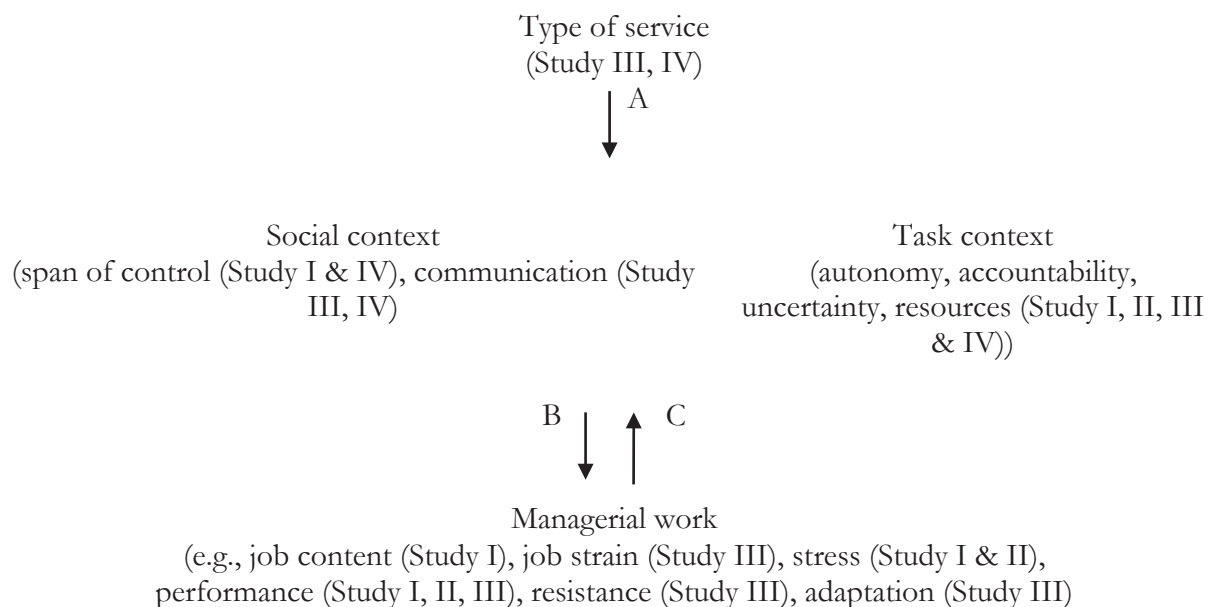 Type of service
(Study III, IV)
A
Social context
(span of control (Study I & IV), communication (Study
III, IV)
Task context
(autonomy, accountability,
uncertainty, resources (Study I, II, III
& IV))
B
C
Managerial work
(e.g., job content (Study I), job strain (Study III), stress (Study I & II),
performance (Study I, II, III), resistance (Study III), adaptation (Study III)